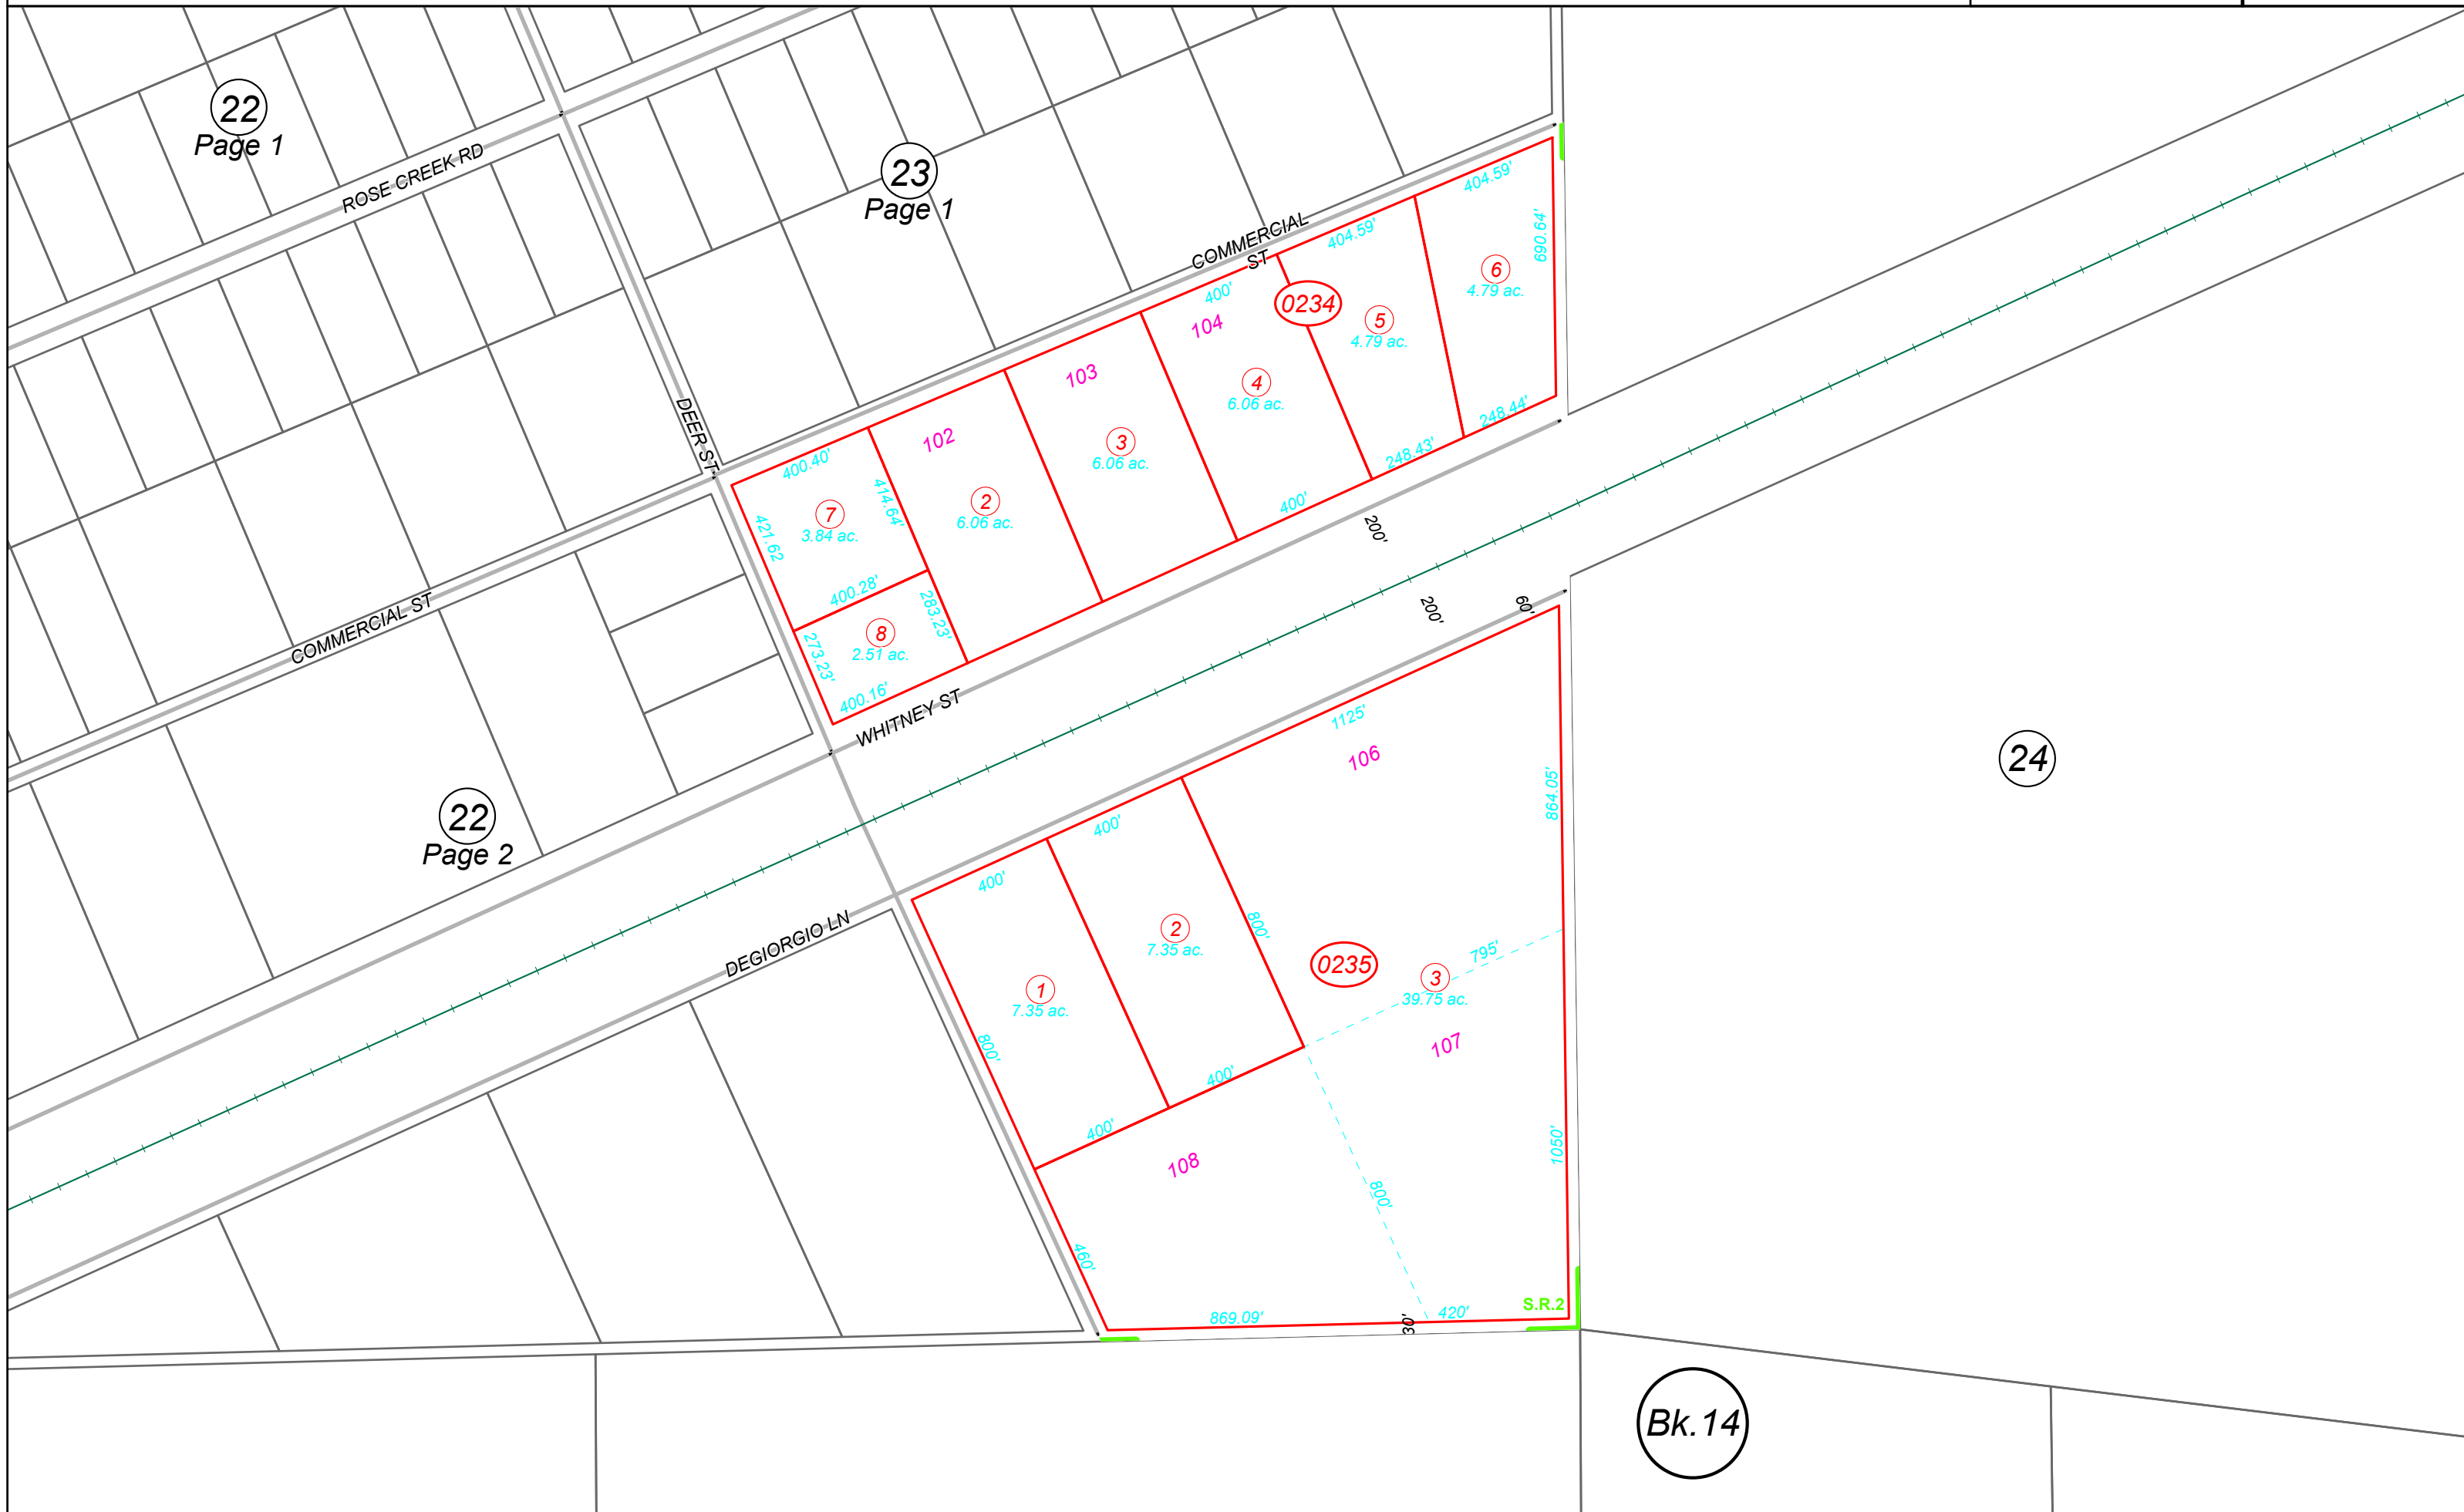 22
Page 1
ROSE CREEK RD
23
Page 1
COMMERCIAL
ST
404.59'
404.59'
690.64'
6
4.79 ac.
400'
0234
104
5
4.79 ac.
103
4
6.06 ac.
248.44'
DEER ST
102
3
6.06 ac.
248.43'
400.40'
414.64'
400'
7
3.84 ac.
421.62
2
6.06 ac.
200'
400.28'
283.23'
COMMERCIAL ST
8
2.51 ac.
273.23'
400.16'
200'
60'
WHITNEY ST
1125'
106
24
864.05'
22
Page 2
400'
400'
DEGIORGIO LN
2
7.35 ac.
800'
0235
795'
3
39.75 ac.
1
7.35 ac.
800'
107
400'
400'
108
800'
1050'
460'
869.09'
30'
420'
S.R.2
Bk.14